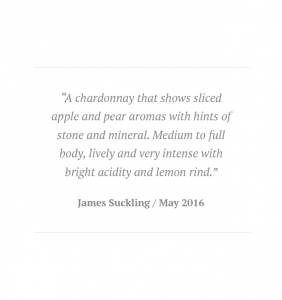 “A chardonnay that shows sliced
apple and pear aromas with hints of
stone and mineral. Medium to full
body, lively and very intense with
bright acidity and lemon rind.”
James Suckling / May 2016